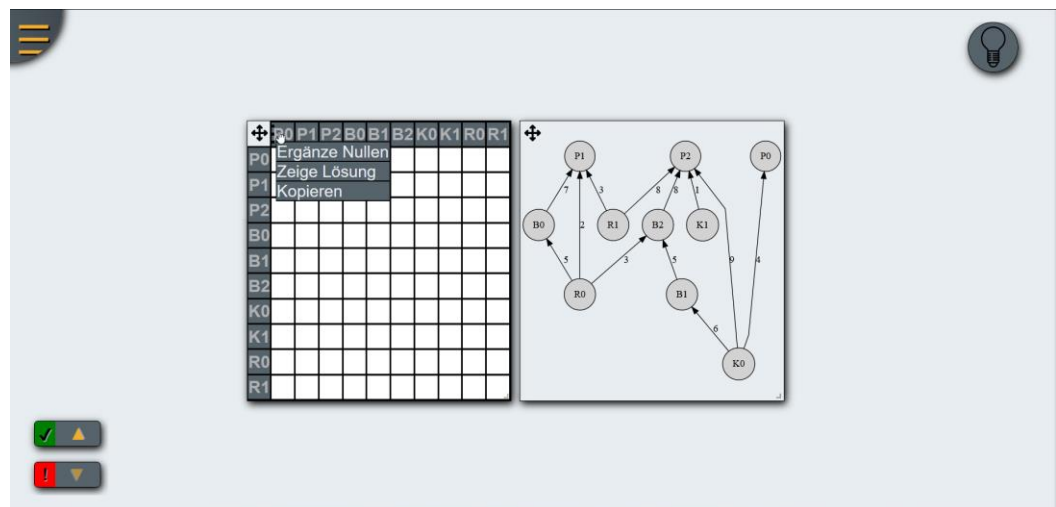 P0 P1 P2 B0 B1 B2 K0 K1 R0 R1
Ergänze Nullen
Zeige Lösung
Kopieren
P0
P1
P2
B0
B1
B2
K0
K1
R0
R1
P1 P2 P0
7 3 8 8 1
B0 2 R1 B2 K1
5 3 5 9 4
R0 B1
6
K0
!